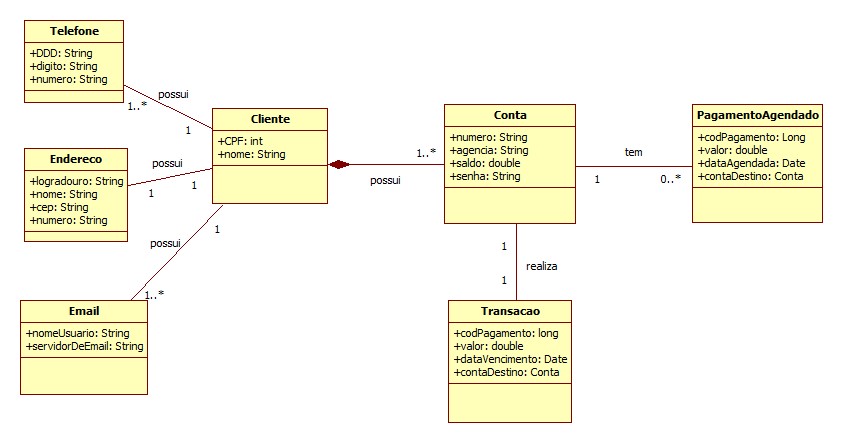 Telefone
+DDD: String
+digito: String
+numero: String
possui
1..*
1
Endereco
+logradouro: String
+nome: String
+cep: String
+numero: String
possui
1
1
Cliente
+CPF: int
+nome: String
possui
1
1..*
Email
+nomeUsuario: String
+servidorDeEmail: String
1..*
possui
Conta
+numero: String
+agencia: String
+saldo: double
+senha: String
tem
1
0..*
PagamentoAgendado
+codPagamento: Long
+valor: double
+dataAgendada: Date
+contaDestino: Conta
1
realiza
1
Transacao
+codPagamento: long
+valor: double
+dataVencimento: Date
+contaDestino: Conta